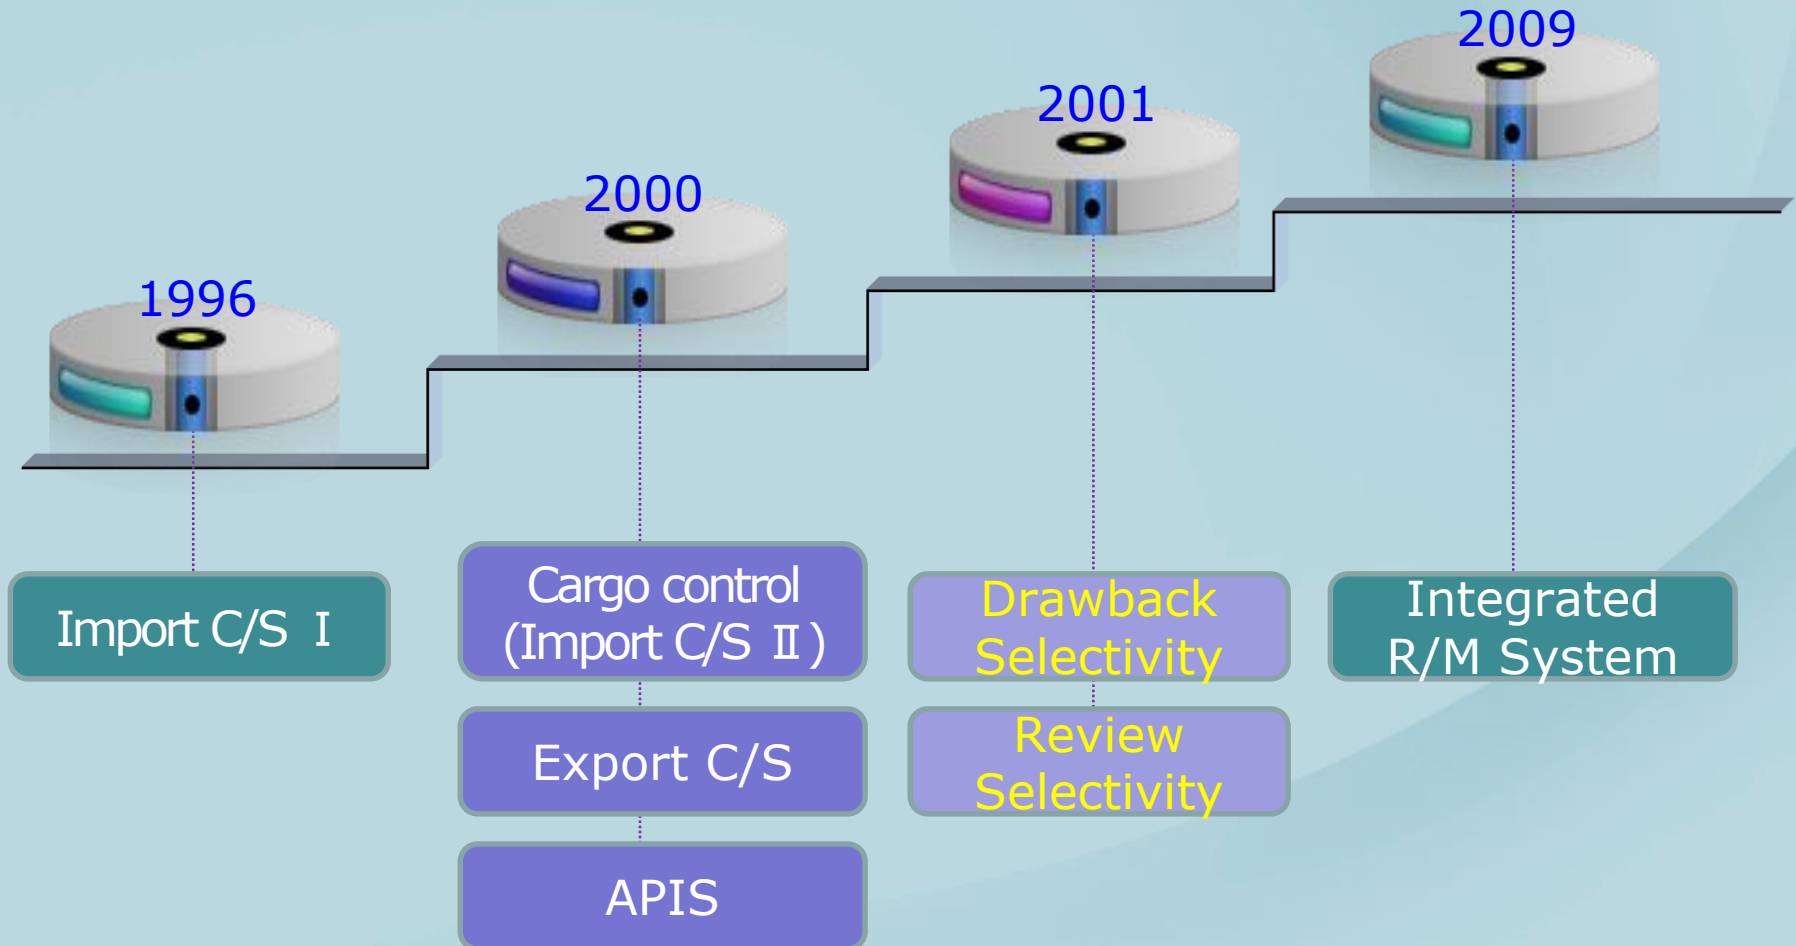 1996
Import C/S Ⅰ
2000
Cargo control
(Import C/S Ⅱ)
Export C/S
APIS
2001
Drawback
Selectivity
Review
Selectivity
2009
Integrated
R/M System